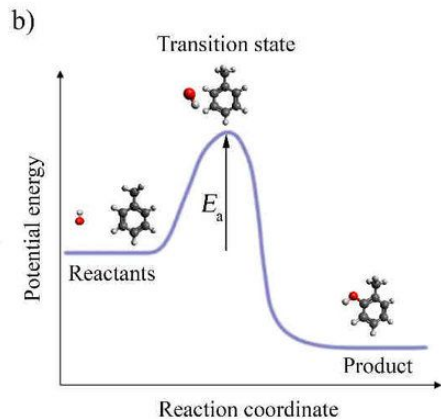 b)
Transition state
Potential energy
Eₐ
Reactants
Product
Reaction coordinate